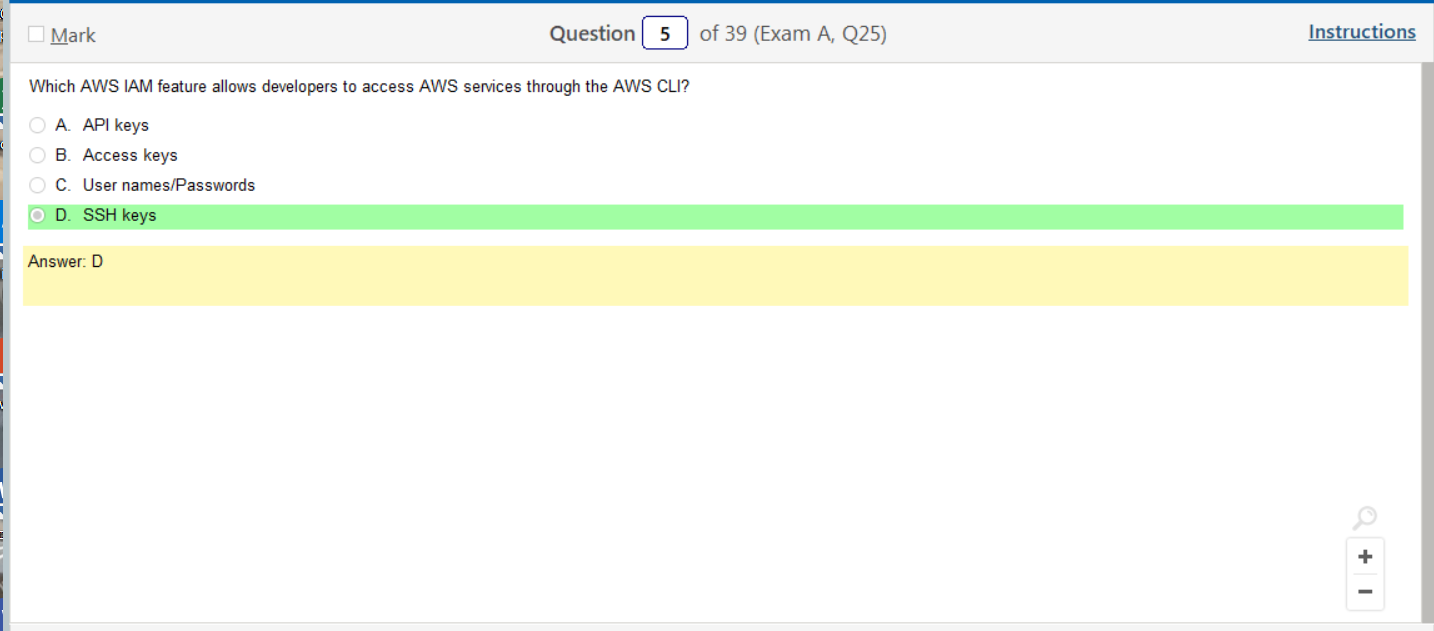 Mark
Question 5 of 39 (Exam A, Q25)
Instructions
Which AWS IAM feature allows developers to access AWS services through the AWS CLI?
A. API keys
B. Access keys
C. User names/Passwords
D. SSH keys
Answer: D
+
−